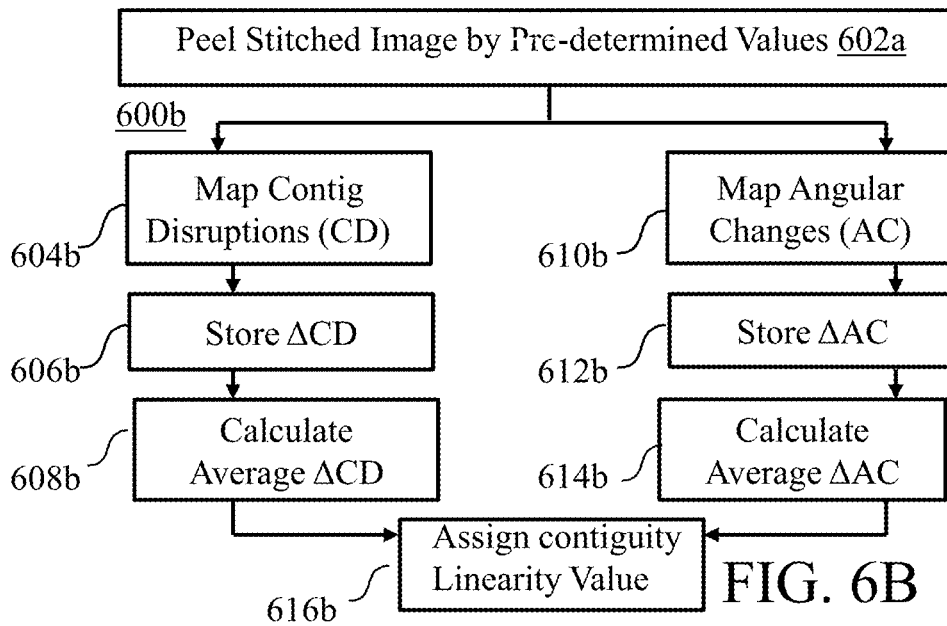 Peel Stitched Image by Pre-determined Values 602a
600b
Map Contig
Disruptions (CD)
604b
Map Angular
Changes (AC)
610b
Store ΔCD
606b
Store ΔAC
612b
Calculate
Average ΔCD
608b
Calculate
Average ΔAC
614b
Assign contiguity
Linearity Value
616b
FIG. 6B